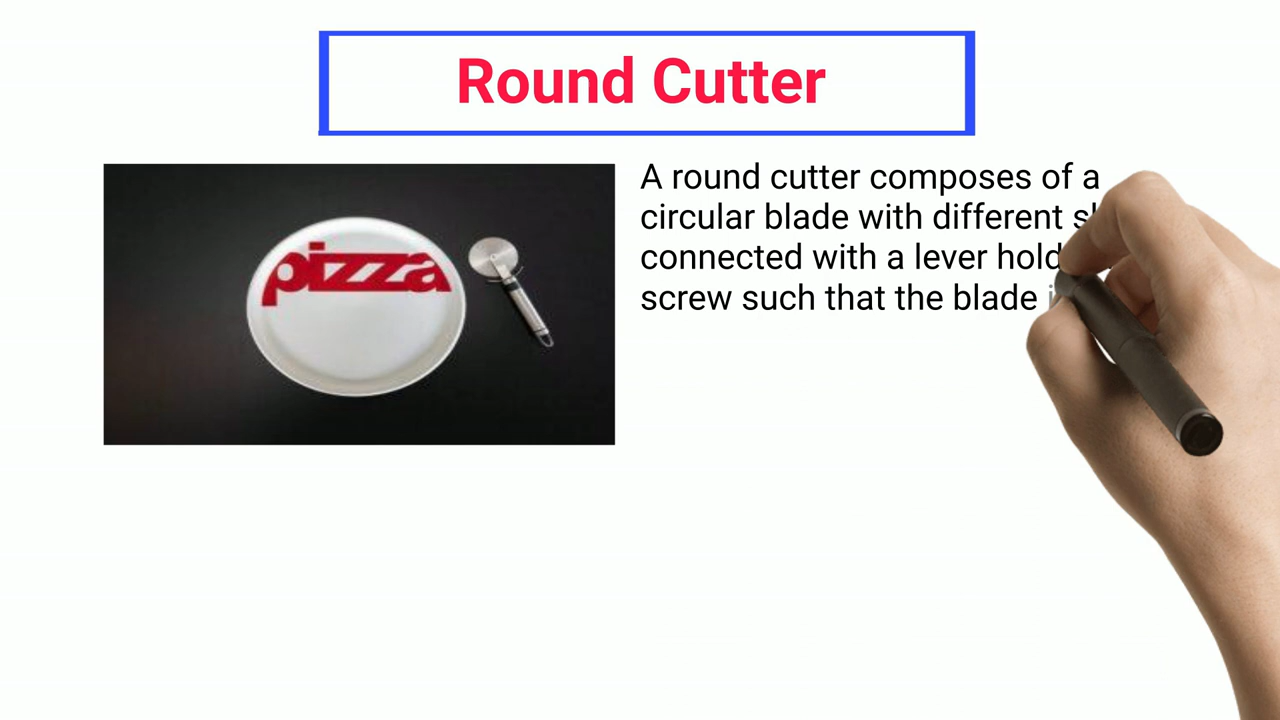 Round Cutter
pizza
A round cutter composes of a
circular blade with different
connected with a lever
screw such that the blade